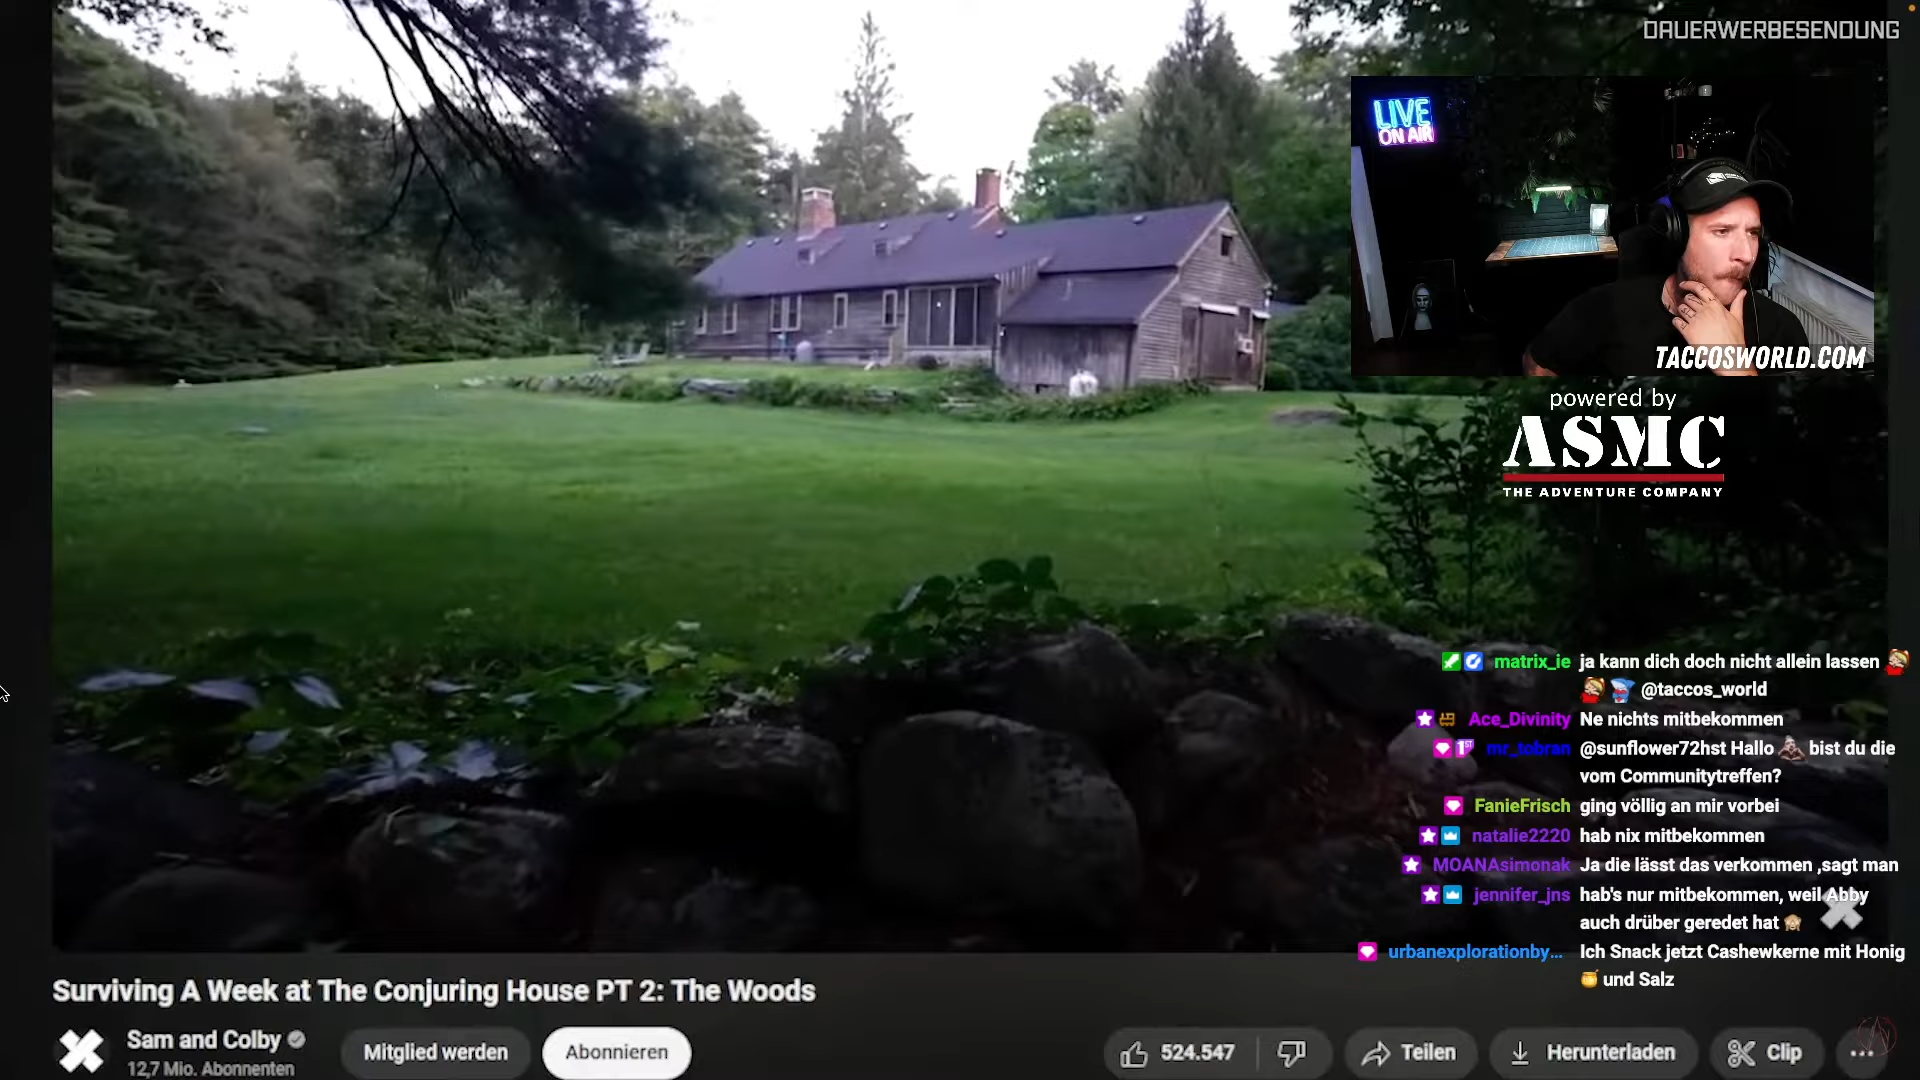 DAUERWERBESENDUNG
LIVE
ON AIR
TACCOSWORLD.COM
powered by
ASMC
THE ADVENTURE COMPANY
matrix_ie ja kann dich doch nicht allein lassen
@taccos_world
Ace_Divinity Ne nichts mitbekommen
mr_tobran @sunflower72hst Hallo bist du die
vom Communitytreffen?
FanieFrisch ging völlig an mir vorbei
natalie2220 hab nix mitbekommen
MOANAsimonak Ja die lässt das verkommen ,sagt man
jennifer_jns hab's nur mitbekommen, weil Abby
auch drüber geredet hat
urbanexplorationby... Ich Snack jetzt Cashewkerne mit Honig
und Salz
Surviving A Week at The Conjuring House PT 2: The Woods
Sam and Colby
12,7 Mio. Abonnenten
Mitglied werden
Abonnieren
524.547
Teilen
Herunterladen
Clip